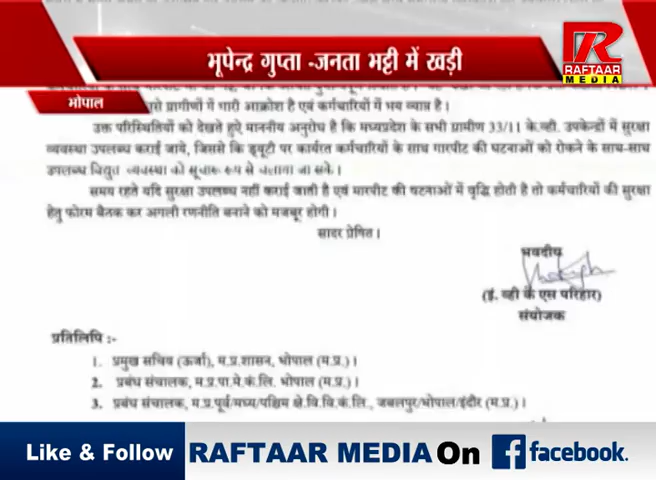 भूपेन्द्र गुप्ता -जनता भट्टी में खड़ी
RAFTAAR
MEDIA
भोपाल
से ग्रामीणों में भारी आक्रोश है एवं कर्मचारियों में भय व्याप्त है।
उक्त परिस्थितियों को देखते हुऐ माननीय अनुरोध है कि मध्यप्रदेश के सभी ग्रामीण 33/11 के.व्ही. उपकेन्द्रों में सुरक्षा
व्यवस्था उपलब्ध कराई जाये, जिससे कि ड्यूटी पर कार्यरत कर्मचारियों के साथ मारपीट की घटनाओं को रोकने के साथ-साथ
उपलब्ध विद्युत व्यवस्था को सुचारू रूप से चलाया जा सके।
समय रहते यदि सुरक्षा उपलब्ध नहीं कराई जाती है एवं मारपीट की घटनाओं में वृद्धि होती है तो कर्मचारियों की सुरक्षा
हेतु फोरम बैठक कर अगली रणनीति बनाने को मजबूर होगी।
सादर प्रेषित।
भवदीय
(इं. व्ही के एस परिहार)
संयोजक
प्रतिलिपि :-
1. प्रमुख सचिव (ऊर्जा), म.प्र.शासन, भोपाल (म.प्र.)।
2. प्रबंध संचालक, म.प्र.पा.मे.कं.लि. भोपाल (म.प्र.)।
3. प्रबंध संचालक, म.प्र.पूर्व/मध्य/पश्चिम क्षे.वि.वि.कं.लि., जबलपुर/भोपाल/इंदौर (म.प्र.)।
Like & Follow RAFTAAR MEDIA On facebook.